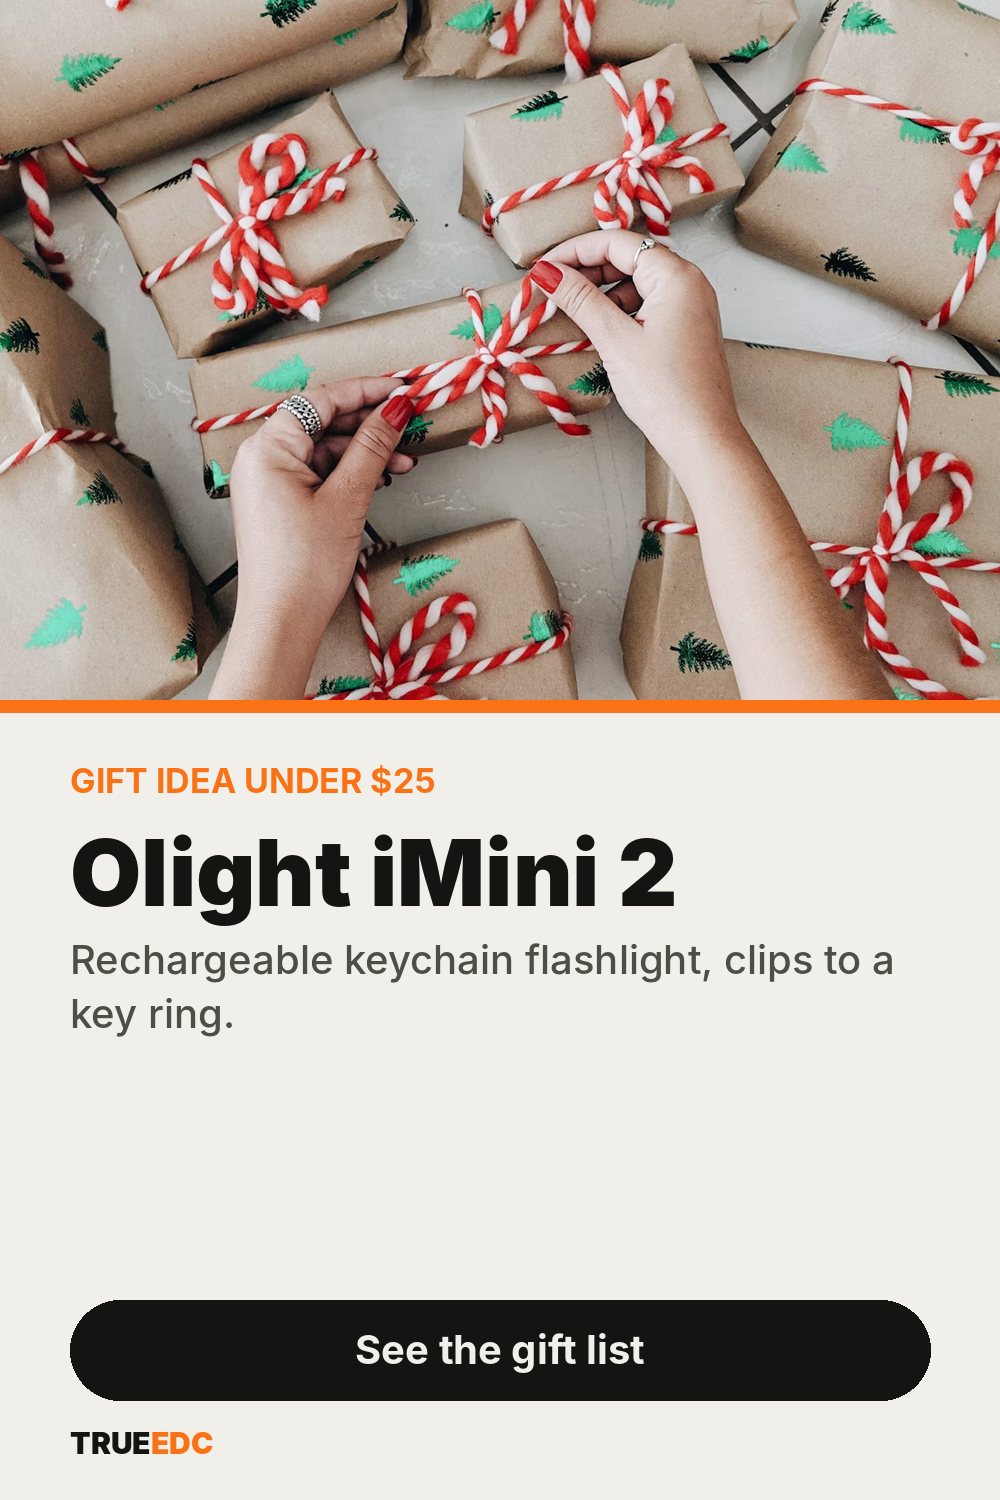 GIFT IDEA UNDER $25
Olight iMini 2
Rechargeable keychain flashlight, clips to a
key ring.
See the gift list
TRUEEDC